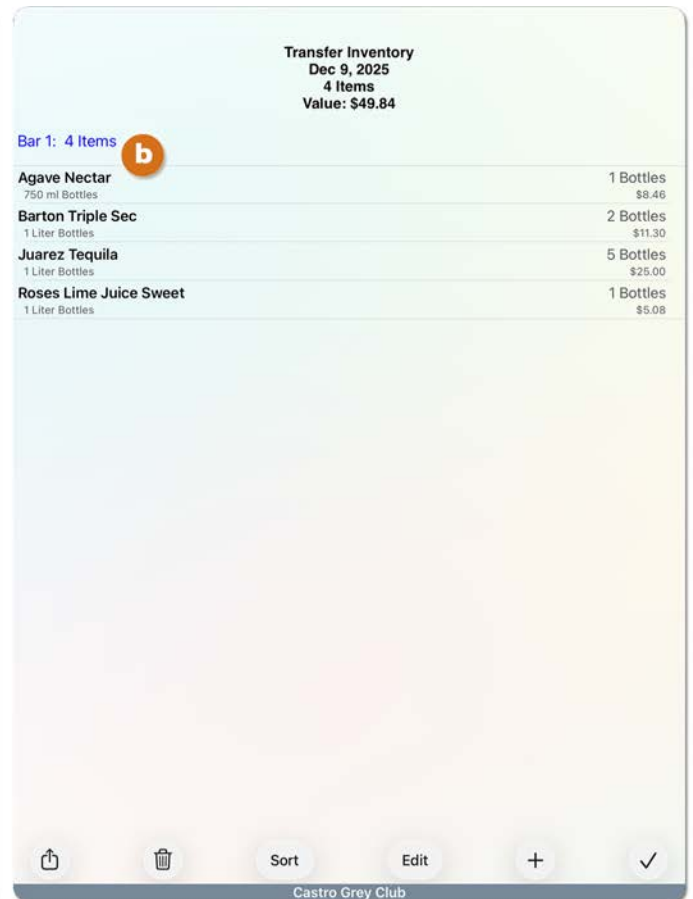 Transfer Inventory
Dec 9, 2025
4 Items
Value: $49.84
Bar 1: 4 Items
b
Agave Nectar 1 Bottles
750 ml Bottles $8.46
Barton Triple Sec 2 Bottles
1 Liter Bottles $11.30
Juarez Tequila 5 Bottles
1 Liter Bottles $25.00
Roses Lime Juice Sweet 1 Bottles
1 Liter Bottles $5.08
Sort Edit +
Castro Grey Club